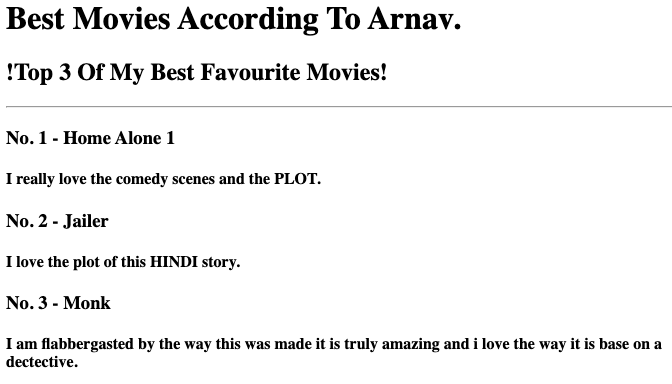 Best Movies According To Arnav.
!Top 3 Of My Best Favourite Movies!
No. 1 - Home Alone 1
I really love the comedy scenes and the PLOT.
No. 2 - Jailer
I love the plot of this HINDI story.
No. 3 - Monk
I am flabbergasted by the way this was made it is truly amazing and i love the way it is base on a
dectective.